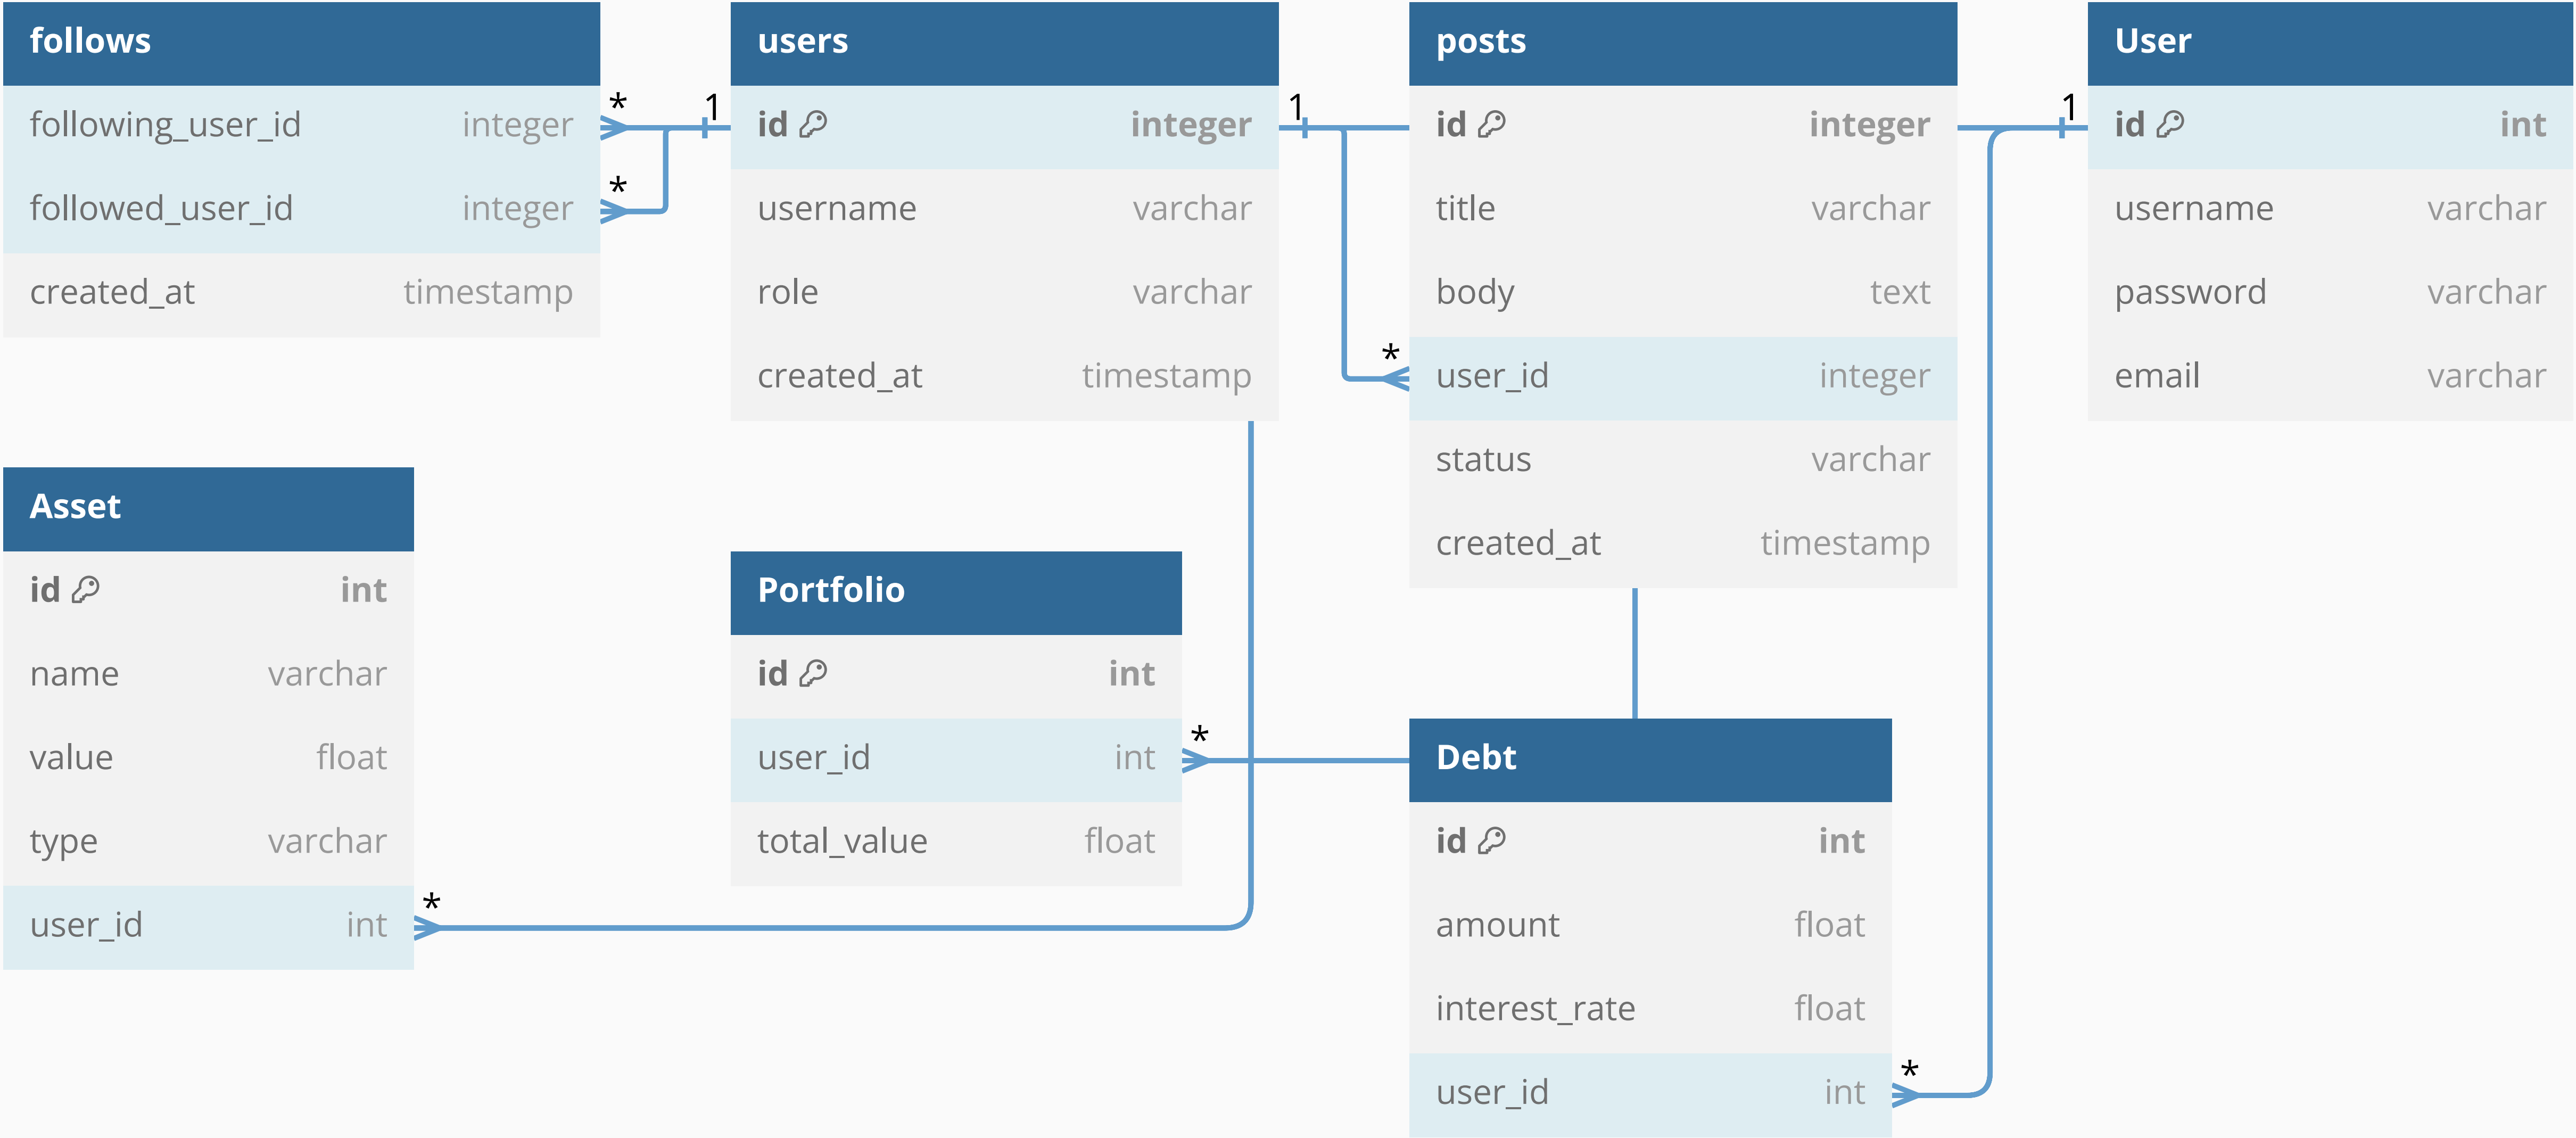 follows
following_user_id integer
followed_user_id integer
created_at timestamp
* 1
*
users
id integer
username varchar
role varchar
created_at timestamp
1
*
posts
id integer
title varchar
body text
user_id integer
status varchar
created_at timestamp
1
User
id int
username varchar
password varchar
email varchar
Asset
id int
name varchar
value float
type varchar
user_id int
*
Portfolio
id int
user_id int
total_value float
*
Debt
id int
amount float
interest_rate float
user_id int
*